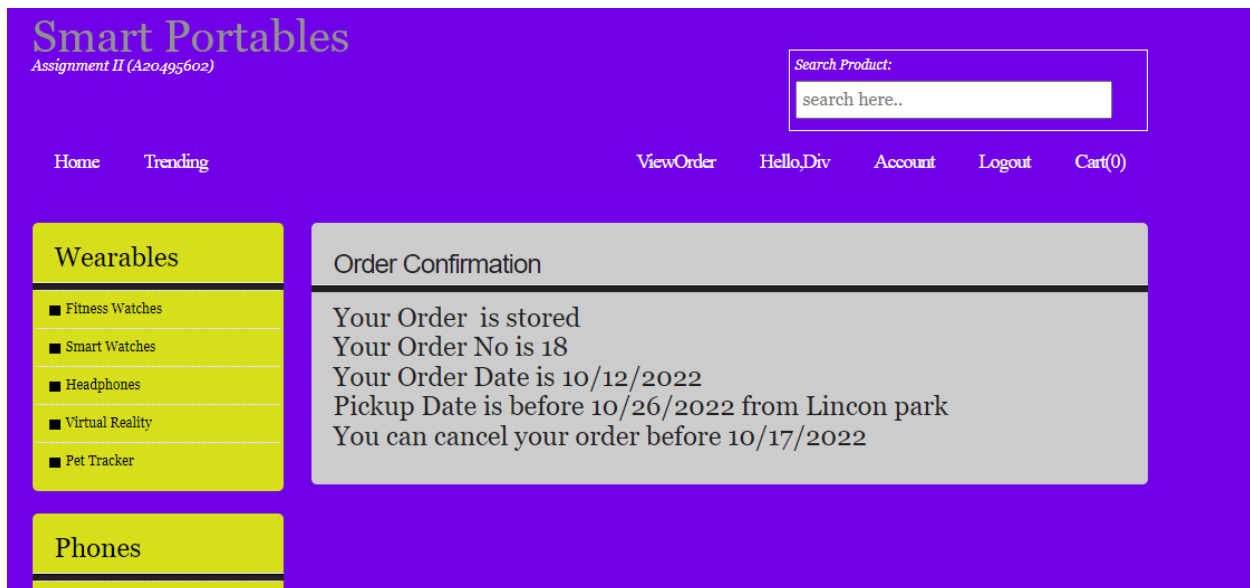 Smart Portables
Assignment II (A20495602)
Search Product:
search here..
Home Trending ViewOrder Hello,Div Account Logout Cart(0)
Wearables
Fitness Watches
Smart Watches
Headphones
Virtual Reality
Pet Tracker
Phones
Order Confirmation
Your Order is stored
Your Order No is 18
Your Order Date is 10/12/2022
Pickup Date is before 10/26/2022 from Lincon park
You can cancel your order before 10/17/2022